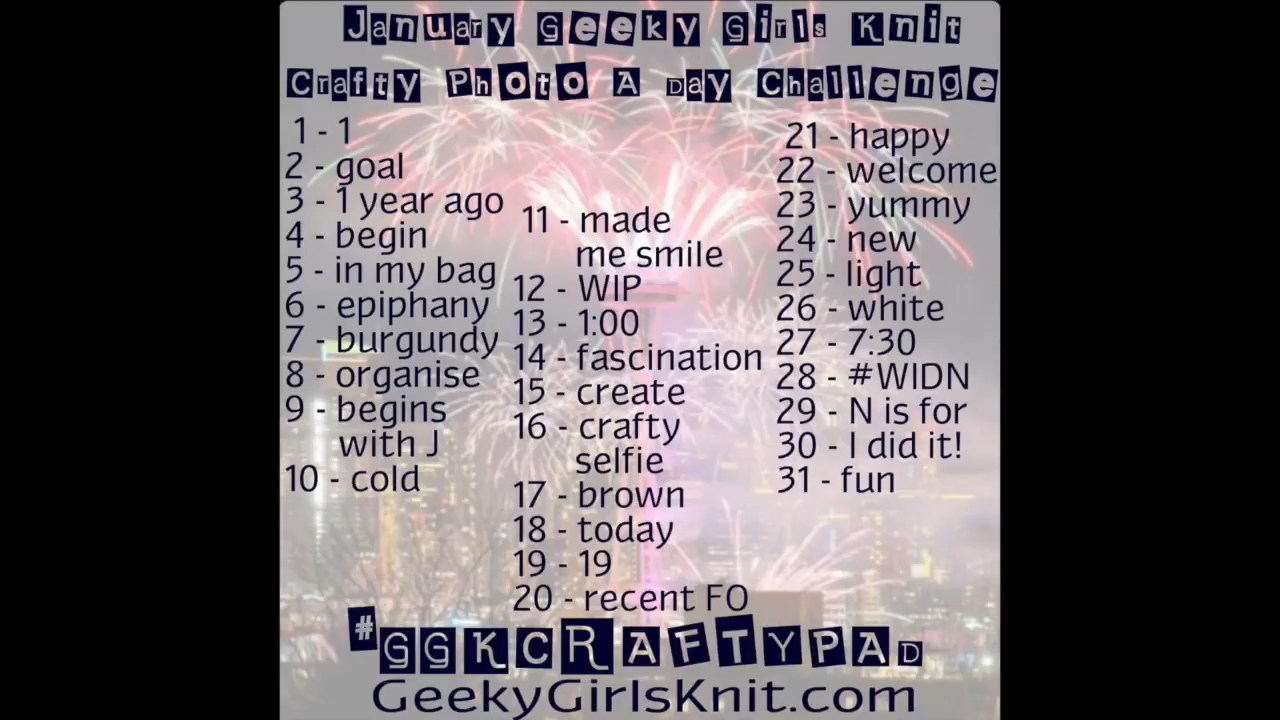 January Geeky Girls Knit
Crafty Photo A Day Challenge
1 - 1
2 - goal
3 - 1 year ago
4 - begin
5 - in my bag
6 - epiphany
7 - burgundy
8 - organise
9 - begins
with J
10 - cold
11 - made
me smile
12 - WIP
13 - 1:00
14 - fascination
15 - create
16 - crafty
selfie
17 - brown
18 - today
19 - 19
20 - recent FO
21 - happy
22 - welcome
23 - yummy
24 - new
25 - light
26 - white
27 - 7:30
28 - #WIDN
29 - N is for
30 - I did it!
31 - fun
#GGKCRAFTYPAD
GeekyGirlsKnit.com